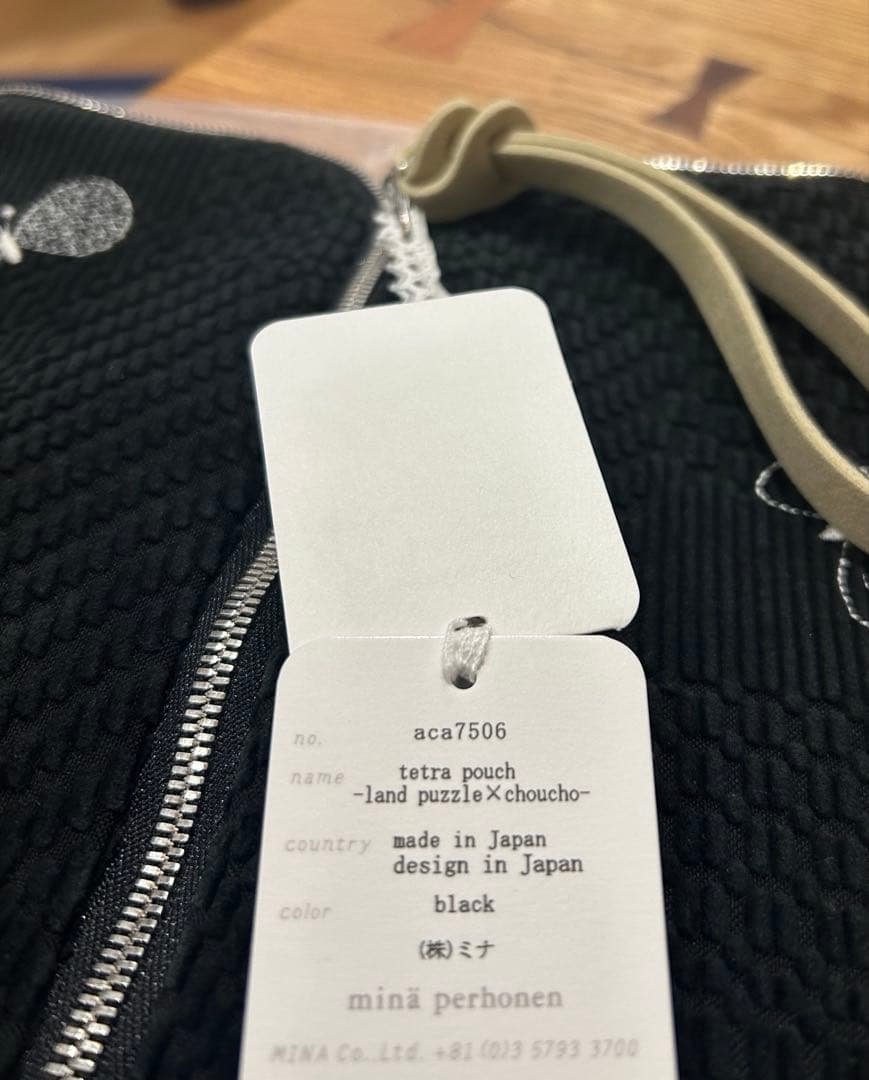 no. aca7506
name tetra pouch
-land puzzle×choucho-
country made in Japan
design in Japan
color black
(株)ミナ
minä perhonen
MINA Co., Ltd. +81 (0)3 5793 3700